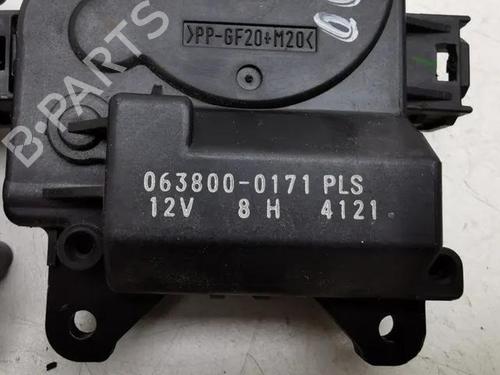 >PP-GF20+M20<
063800-0171 PLS
12V 8 H 4121
B-PARTS